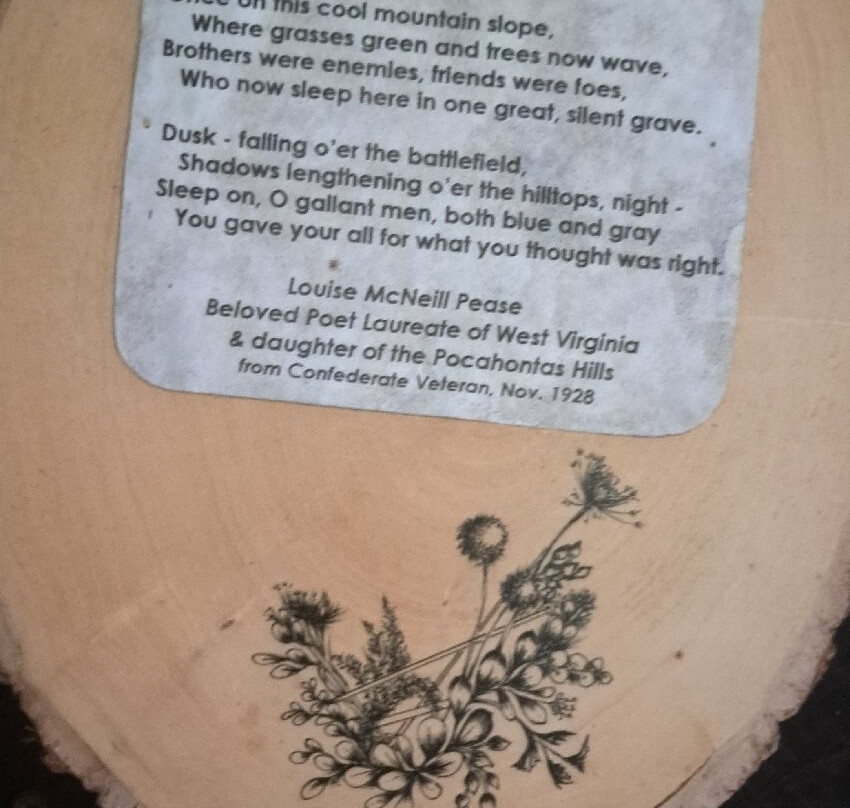 on this cool mountain slope,
Where grasses green and trees now wave,
Brothers were enemies, friends were foes,
Who now sleep here in one great, silent grave.
Dusk - falling o'er the battlefield,
Shadows lengthening o'er the hilltops, night -
Sleep on, O gallant men, both blue and gray
You gave your all for what you thought was right.
Louise McNeill Pease
Beloved Poet Laureate of West Virginia
& daughter of the Pocahontas Hills
from Confederate Veteran, Nov. 1928